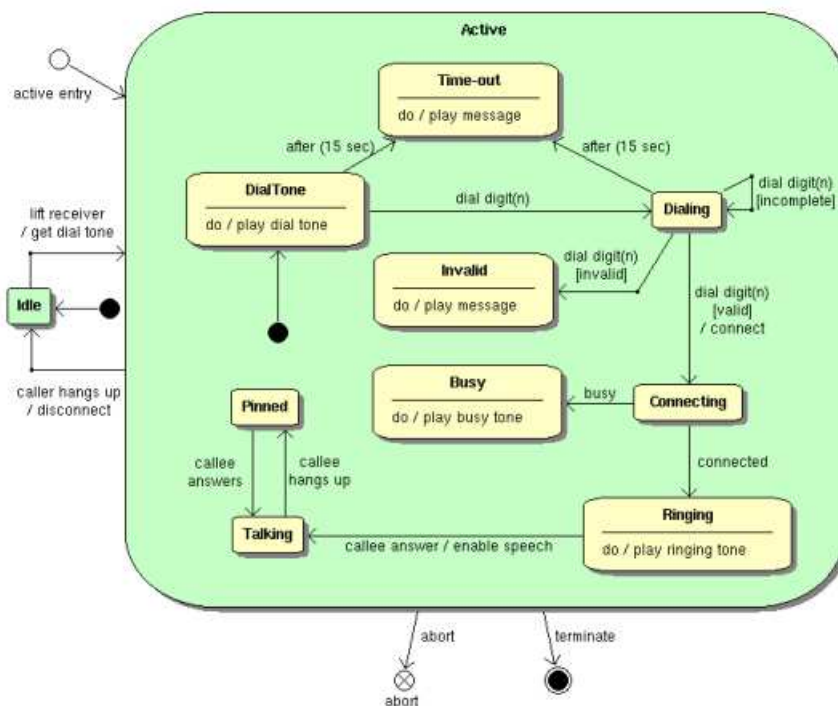 Active
active entry
Time-out
do / play message
after (15 sec)
after (15 sec)
DialTone
do / play dial tone
dial digit(n)
Dialing
dial digit(n)
[incomplete]
lift receiver
/ get dial tone
dial digit(n)
[invalid]
Invalid
do / play message
dial digit(n)
[valid]
/ connect
Idle
caller hangs up
/ disconnect
Busy
do / play busy tone
busy
Connecting
Pinned
callee
answers
callee
hangs up
connected
Talking
callee answer / enable speech
Ringing
do / play ringing tone
abort
terminate
abort